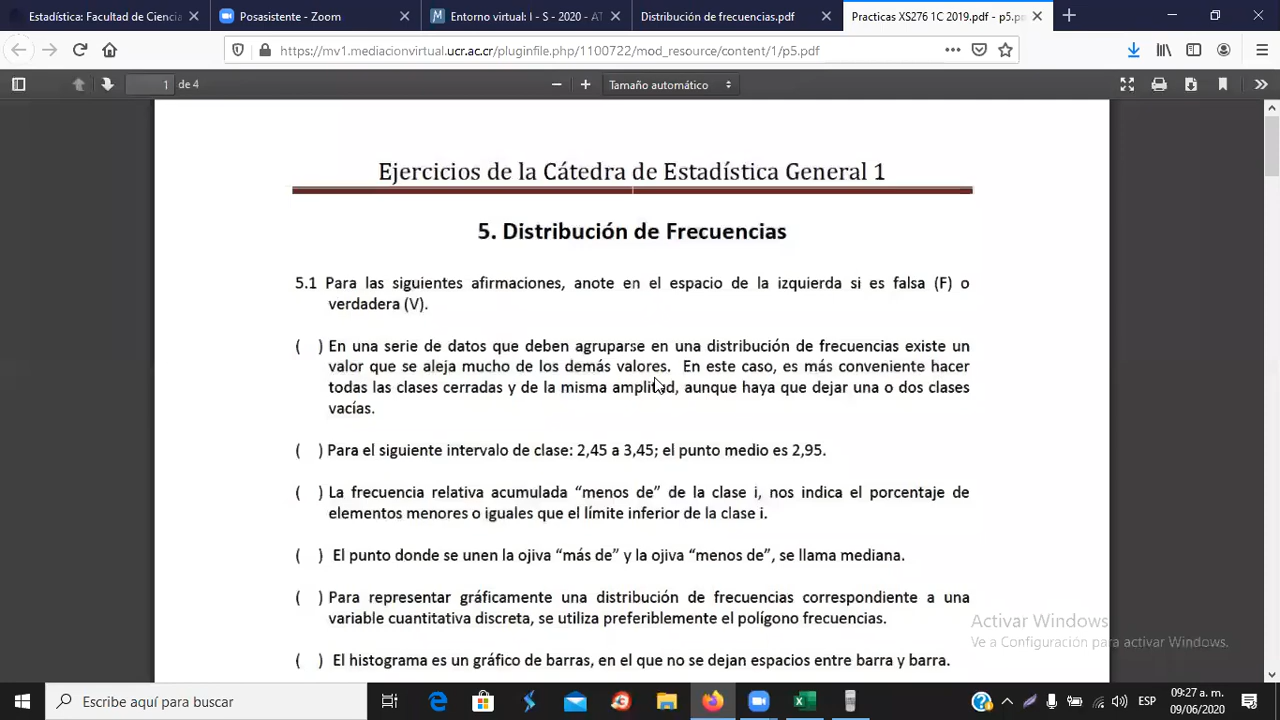 Estadística: Facultad de Ciencia
Posasistente - Zoom
Entorno virtual: I - S - 2020 - AT
Distribución de frecuencias.pdf
Practicas XS276 1C 2019.pdf - p5.pdf
https://mv1.mediacionvirtual.ucr.ac.cr/pluginfile.php/1100722/mod_resource/content/1/p5.pdf
1 de 4
Tamaño automático
Ejercicios de la Cátedra de Estadística General 1
5. Distribución de Frecuencias
5.1 Para las siguientes afirmaciones, anote en el espacio de la izquierda si es falsa (F) o
verdadera (V).
( ) En una serie de datos que deben agruparse en una distribución de frecuencias existe un
valor que se aleja mucho de los demás valores. En este caso, es más conveniente hacer
todas las clases cerradas y de la misma amplitud, aunque haya que dejar una o dos clases
vacías.
( ) Para el siguiente intervalo de clase: 2,45 a 3,45; el punto medio es 2,95.
( ) La frecuencia relativa acumulada “menos de” de la clase i, nos indica el porcentaje de
elementos menores o iguales que el límite inferior de la clase i.
( ) El punto donde se unen la ojiva “más de” y la ojiva “menos de”, se llama mediana.
( ) Para representar gráficamente una distribución de frecuencias correspondiente a una
variable cuantitativa discreta, se utiliza preferiblemente el polígono frecuencias.
( ) El histograma es un gráfico de barras, en el que no se dejan espacios entre barra y barra.
Activar Windows
Ve a Configuración para activar Windows.
Escribe aquí para buscar
ESP
09:27 a. m.
09/06/2020